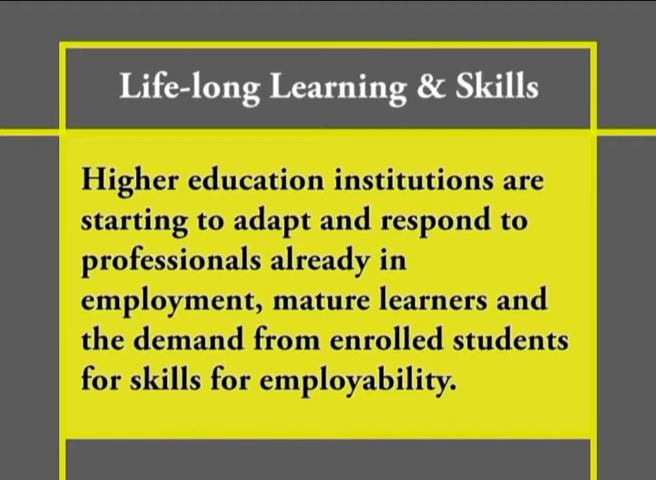 Life-long Learning & Skills
Higher education institutions are
starting to adapt and respond to
professionals already in
employment, mature learners and
the demand from enrolled students
for skills for employability.